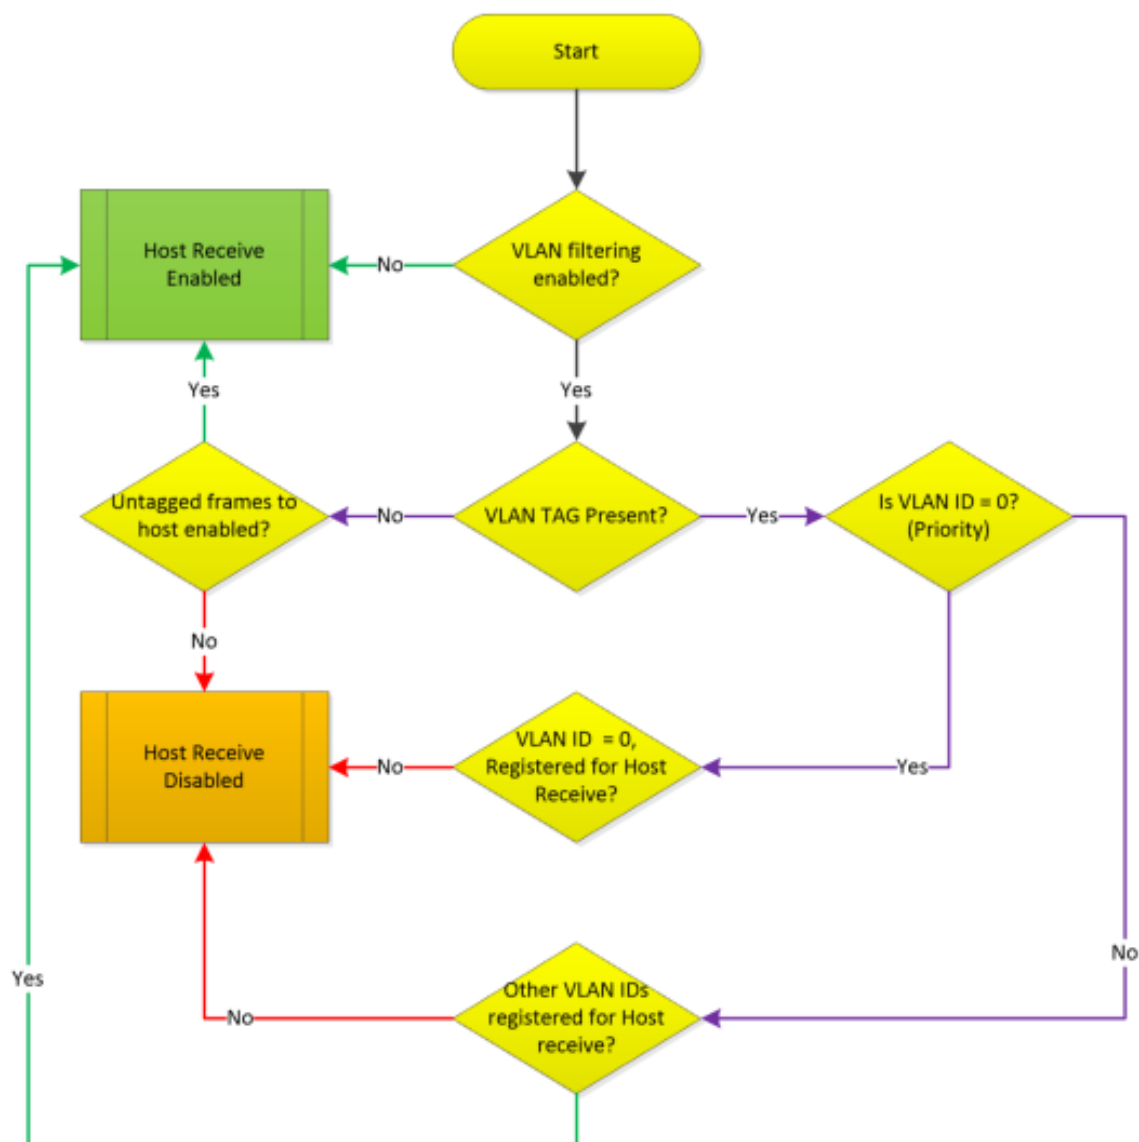 Start
Host Receive
Enabled
No
VLAN filtering
enabled?
Yes
Yes
Untagged frames to
host enabled?
No
VLAN TAG Present?
Yes
Is VLAN ID = 0?
(Priority)
No
Host Receive
Disabled
No
VLAN ID = 0,
Registered for Host
Receive?
Yes
No
Yes
No
Other VLAN IDs
registered for Host
receive?